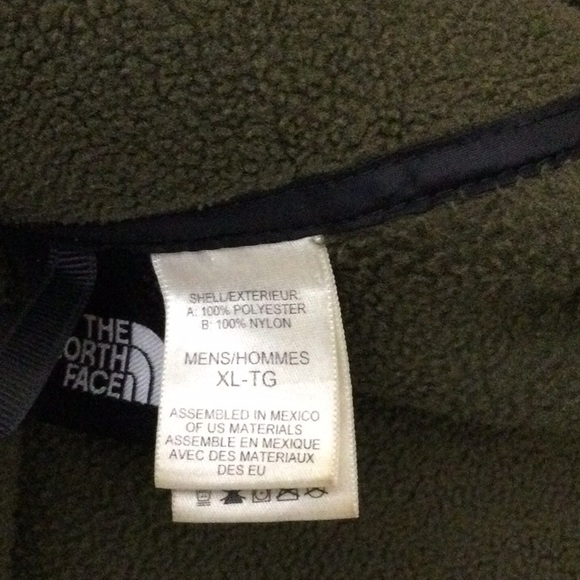 THE
ORTH
FACE
SHELL/EXTERIEUR:
A: 100% POLYESTER
B: 100% NYLON
MENS/HOMMES
XL-TG
ASSEMBLED IN MEXICO
OF US MATERIALS
ASSEMBLE EN MEXIQUE
AVEC DES MATERIAUX
DES EU